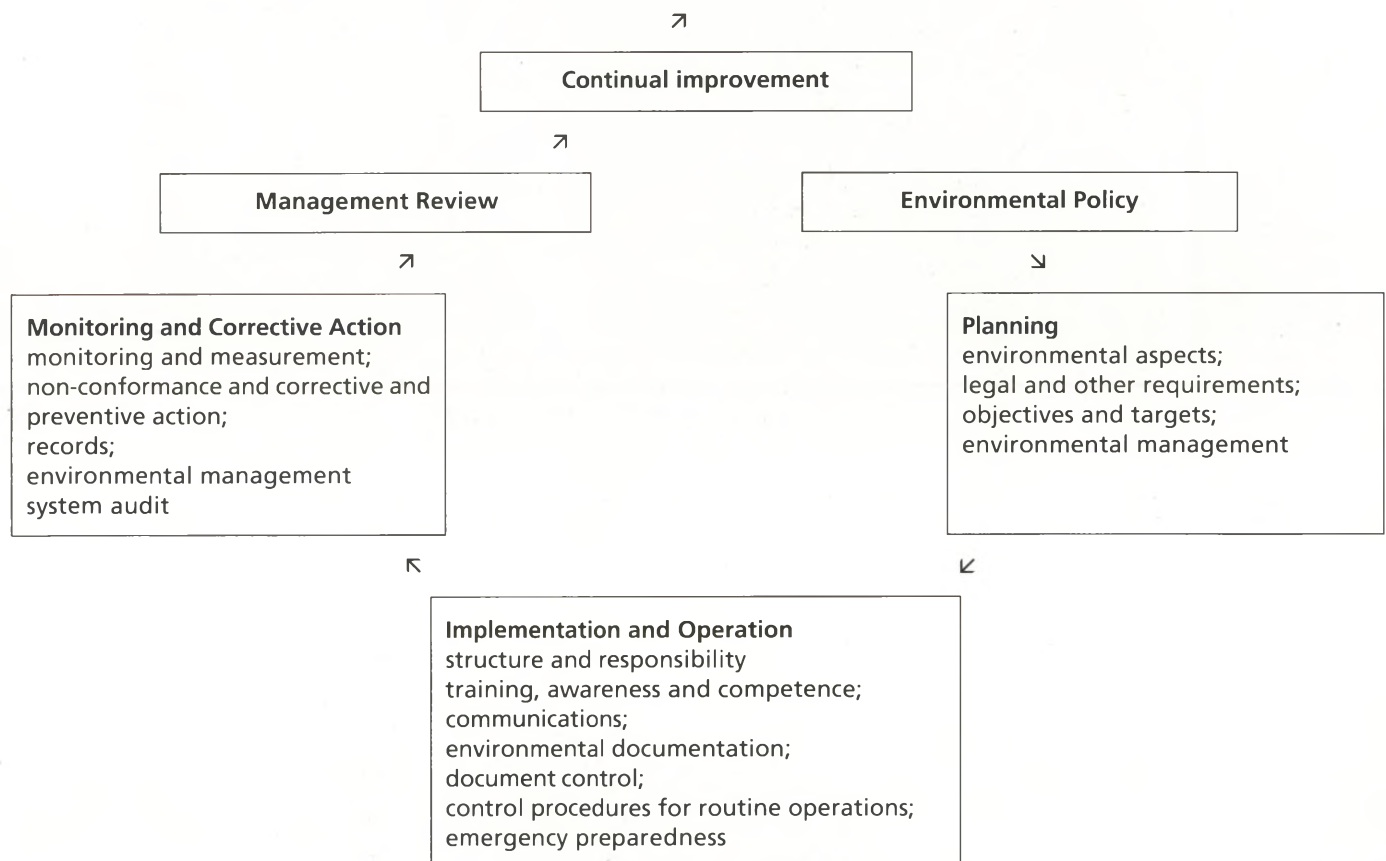 Continual improvement
Management Review
Environmental Policy
Monitoring and Corrective Action
monitoring and measurement;
non-conformance and corrective and
preventive action;
records;
environmental management
system audit
Planning
environmental aspects;
legal and other requirements;
objectives and targets;
environmental management
Implementation and Operation
structure and responsibility
training, awareness and competence;
communications;
environmental documentation;
document control;
control procedures for routine operations;
emergency preparedness